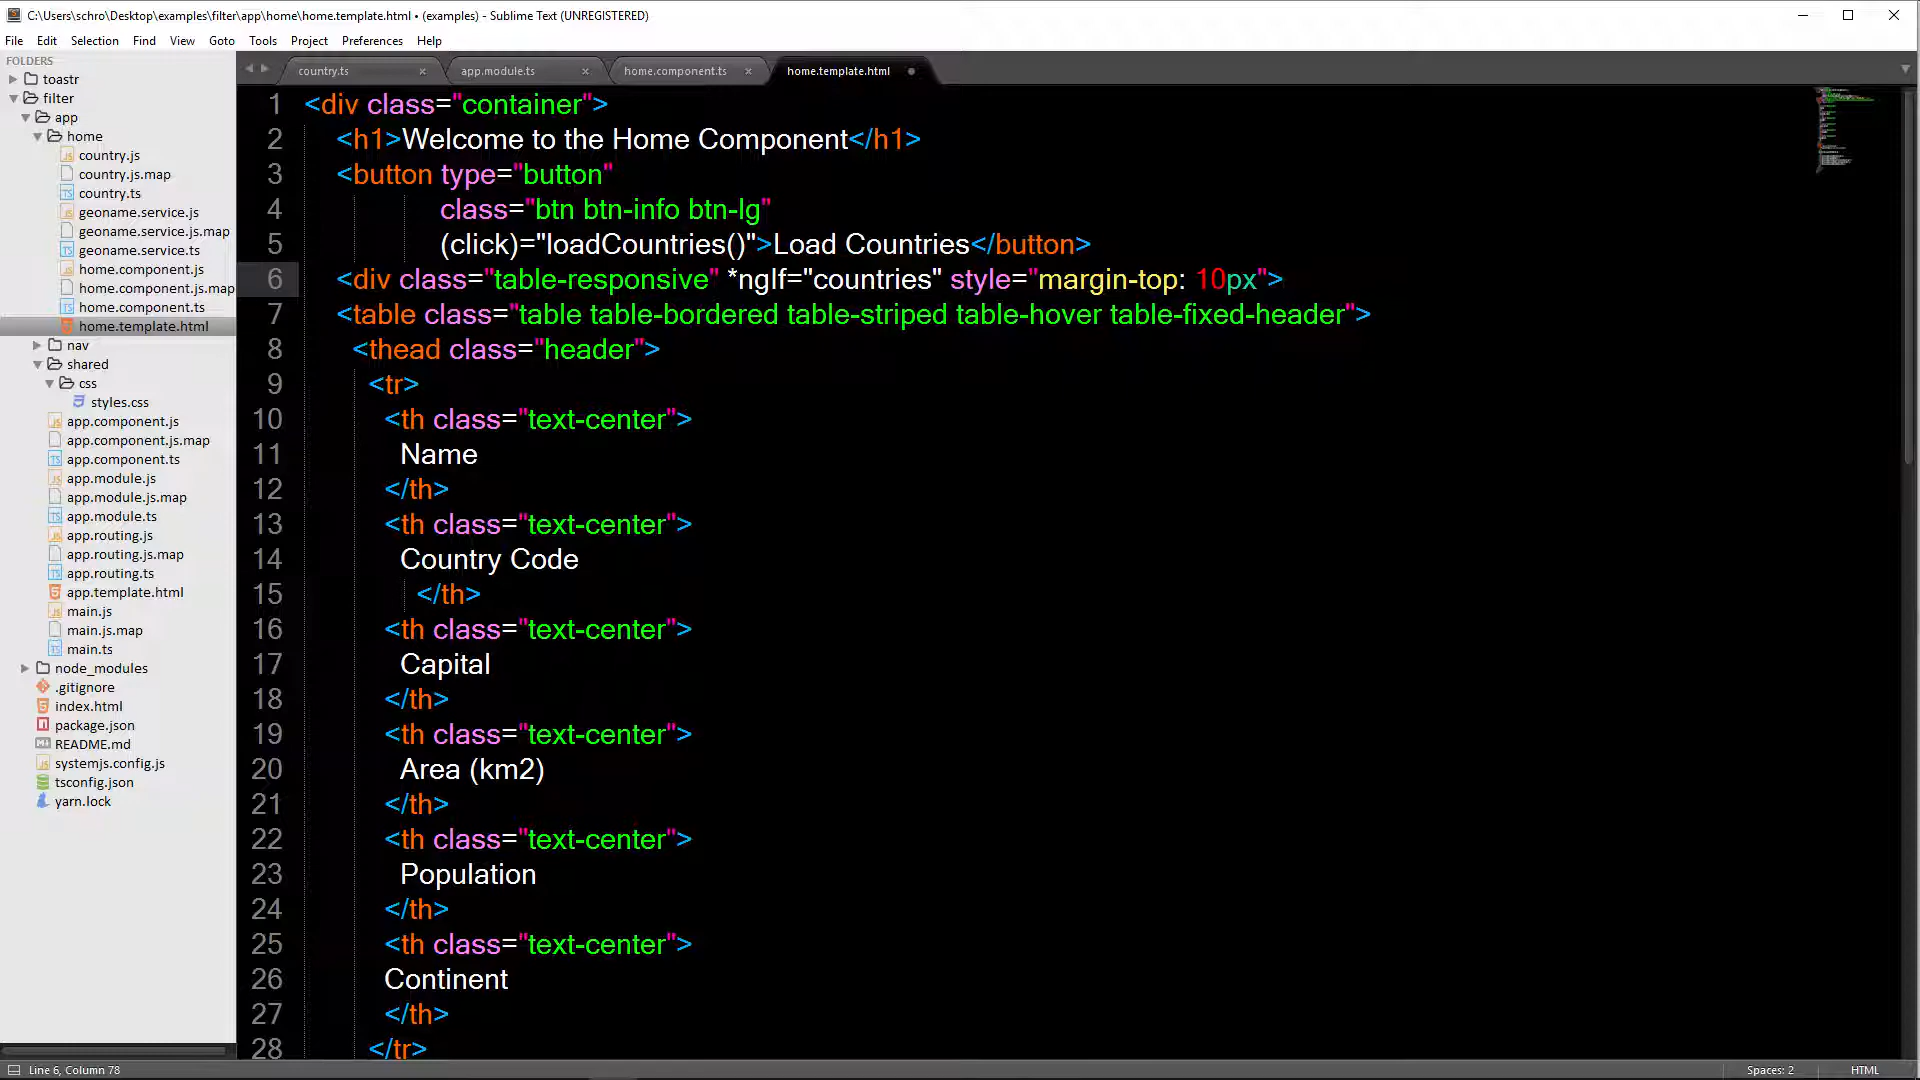 C:\Users\schro\Desktop\examples\filter\app\home\home.template.html • (examples) - Sublime Text (UNREGISTERED)
File Edit Selection Find View Goto Tools Project Preferences Help
FOLDERS
toastr
filter
app
home
country.js
country.js.map
country.ts
geoname.service.js
geoname.service.js.map
geoname.service.ts
home.component.js
home.component.js.map
home.component.ts
home.template.html
nav
shared
css
styles.css
app.component.js
app.component.js.map
app.component.ts
app.module.js
app.module.js.map
app.module.ts
app.routing.js
app.routing.js.map
app.routing.ts
app.template.html
main.js
main.js.map
main.ts
node_modules
.gitignore
index.html
package.json
README.md
systemjs.config.js
tsconfig.json
yarn.lock
country.ts × app.module.ts × home.component.ts × home.template.html •
1 <div class="container">
2 <h1>Welcome to the Home Component</h1>
3 <button type="button"
4 class="btn btn-info btn-lg"
5 (click)="loadCountries()">Load Countries</button>
6 <div class="table-responsive" *ngIf="countries" style="margin-top: 10px">
7 <table class="table table-bordered table-striped table-hover table-fixed-header">
8 <thead class="header">
9 <tr>
10 <th class="text-center">
11 Name
12 </th>
13 <th class="text-center">
14 Country Code
15 </th>
16 <th class="text-center">
17 Capital
18 </th>
19 <th class="text-center">
20 Area (km2)
21 </th>
22 <th class="text-center">
23 Population
24 </th>
25 <th class="text-center">
26 Continent
27 </th>
28 </tr>
Line 6, Column 78 Spaces: 2 HTML